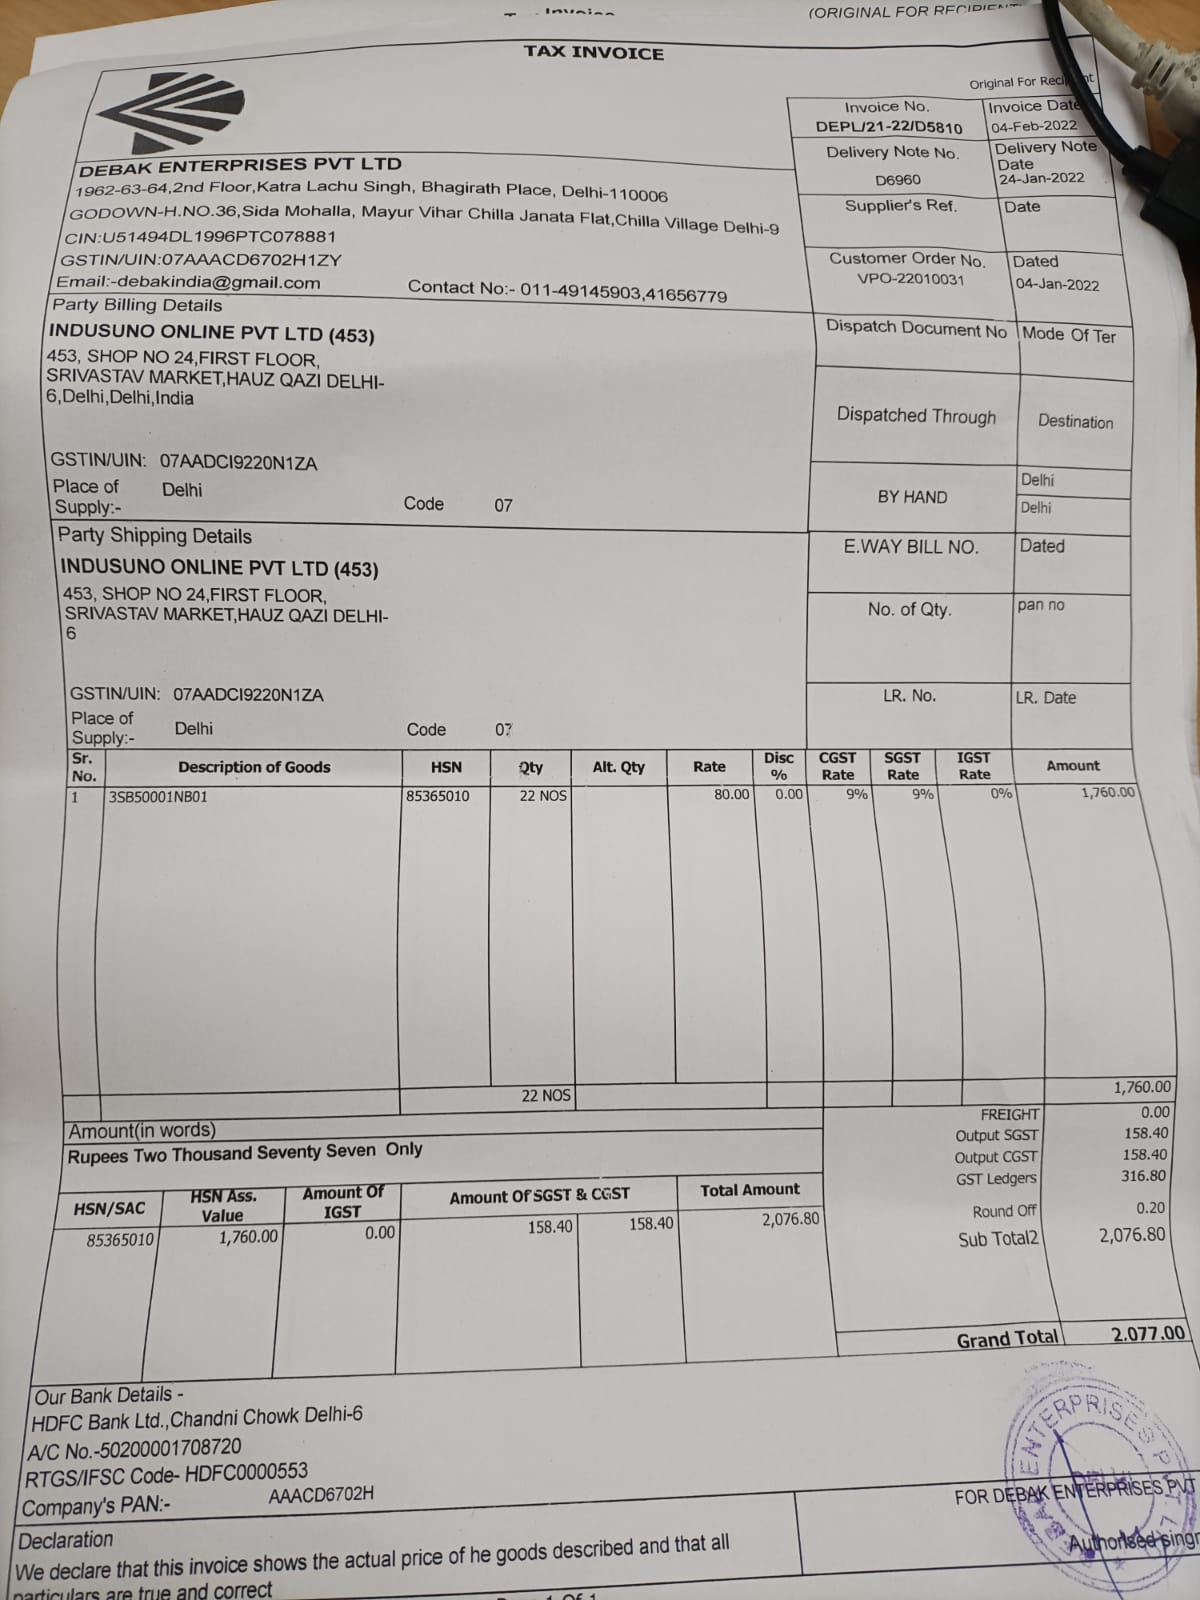 Invoice
(ORIGINAL FOR RECIPIENT
TAX INVOICE
Original For Recipient
Invoice No.
Invoice Date
DEPL/21-22/D5810
04-Feb-2022
Delivery Note No.
Delivery Note Date
D6960
24-Jan-2022
Supplier's Ref.
Date
Customer Order No.
Dated
VPO-22010031
04-Jan-2022
Dispatch Document No
Mode Of Ter
Dispatched Through
Destination
BY HAND
Delhi
Delhi
E.WAY BILL NO.
Dated
No. of Qty.
pan no
LR. No.
LR. Date
DEBAK ENTERPRISES PVT LTD
1962-63-64,2nd Floor,Katra Lachu Singh, Bhagirath Place, Delhi-110006
GODOWN-H.NO.36,Sida Mohalla, Mayur Vihar Chilla Janata Flat,Chilla Village Delhi-9
CIN:U51494DL1996PTC078881
GSTIN/UIN:07AAACD6702H1ZY
Email:-debakindia@gmail.com Contact No:- 011-49145903,41656779
Party Billing Details
INDUSUNO ONLINE PVT LTD (453)
453, SHOP NO 24,FIRST FLOOR,
SRIVASTAV MARKET,HAUZ QAZI DELHI-
6,Delhi,Delhi,India
GSTIN/UIN: 07AADCI9220N1ZA
Place of Supply:- Delhi Code 07
Party Shipping Details
INDUSUNO ONLINE PVT LTD (453)
453, SHOP NO 24,FIRST FLOOR,
SRIVASTAV MARKET,HAUZ QAZI DELHI-
6
GSTIN/UIN: 07AADCI9220N1ZA
Place of Supply:- Delhi Code 07
Sr. No. Description of Goods HSN Qty Alt. Qty Rate Disc % CGST Rate SGST Rate IGST Rate Amount
1 3SB50001NB01 85365010 22 NOS 80.00 0.00 9% 9% 0% 1,760.00
22 NOS 1,760.00
FREIGHT 0.00
Output SGST 158.40
Output CGST 158.40
GST Ledgers 316.80
Round Off 0.20
Sub Total2 2,076.80
Grand Total 2.077.00
Amount(in words)
Rupees Two Thousand Seventy Seven Only
HSN/SAC HSN Ass. Value Amount Of IGST Amount Of SGST & CGST Total Amount
85365010 1,760.00 0.00 158.40 158.40 2,076.80
Our Bank Details -
HDFC Bank Ltd.,Chandni Chowk Delhi-6
A/C No.-50200001708720
RTGS/IFSC Code- HDFC0000553
Company's PAN:- AAACD6702H
Declaration
We declare that this invoice shows the actual price of he goods described and that all
particulars are true and correct
FOR DEBAK ENTERPRISES PVT
Authorised singr
DEBAK ENTERPRISES PVT. LTD
DELHI